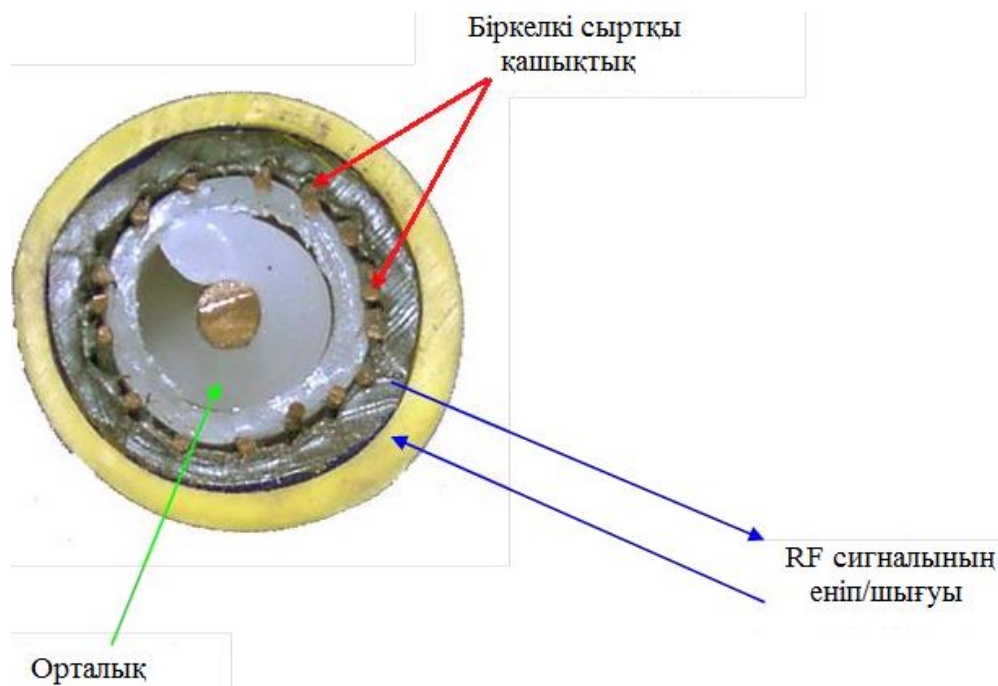 Біркелкі сыртқы
қашықтық
RF сигналының
еніп/шығуы
Орталық